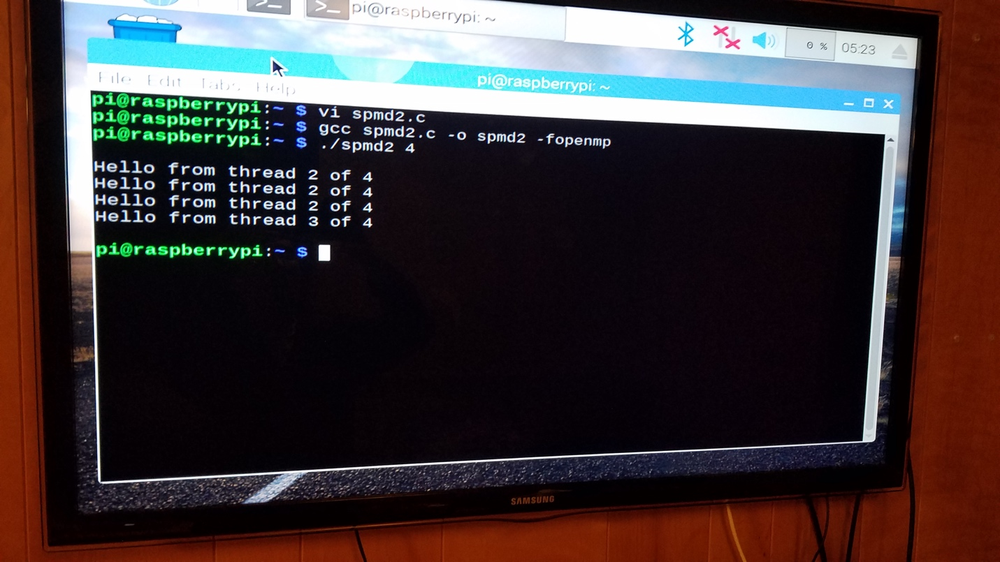 pi@raspberrypi: ~
0 % 05:23
pi@raspberrypi: ~
File Edit Tabs Help
pi@raspberrypi:~ $ vi spmd2.c
pi@raspberrypi:~ $ gcc spmd2.c -o spmd2 -fopenmp
pi@raspberrypi:~ $ ./spmd2 4
Hello from thread 2 of 4
Hello from thread 2 of 4
Hello from thread 2 of 4
Hello from thread 3 of 4
pi@raspberrypi:~ $
SAMSUNG